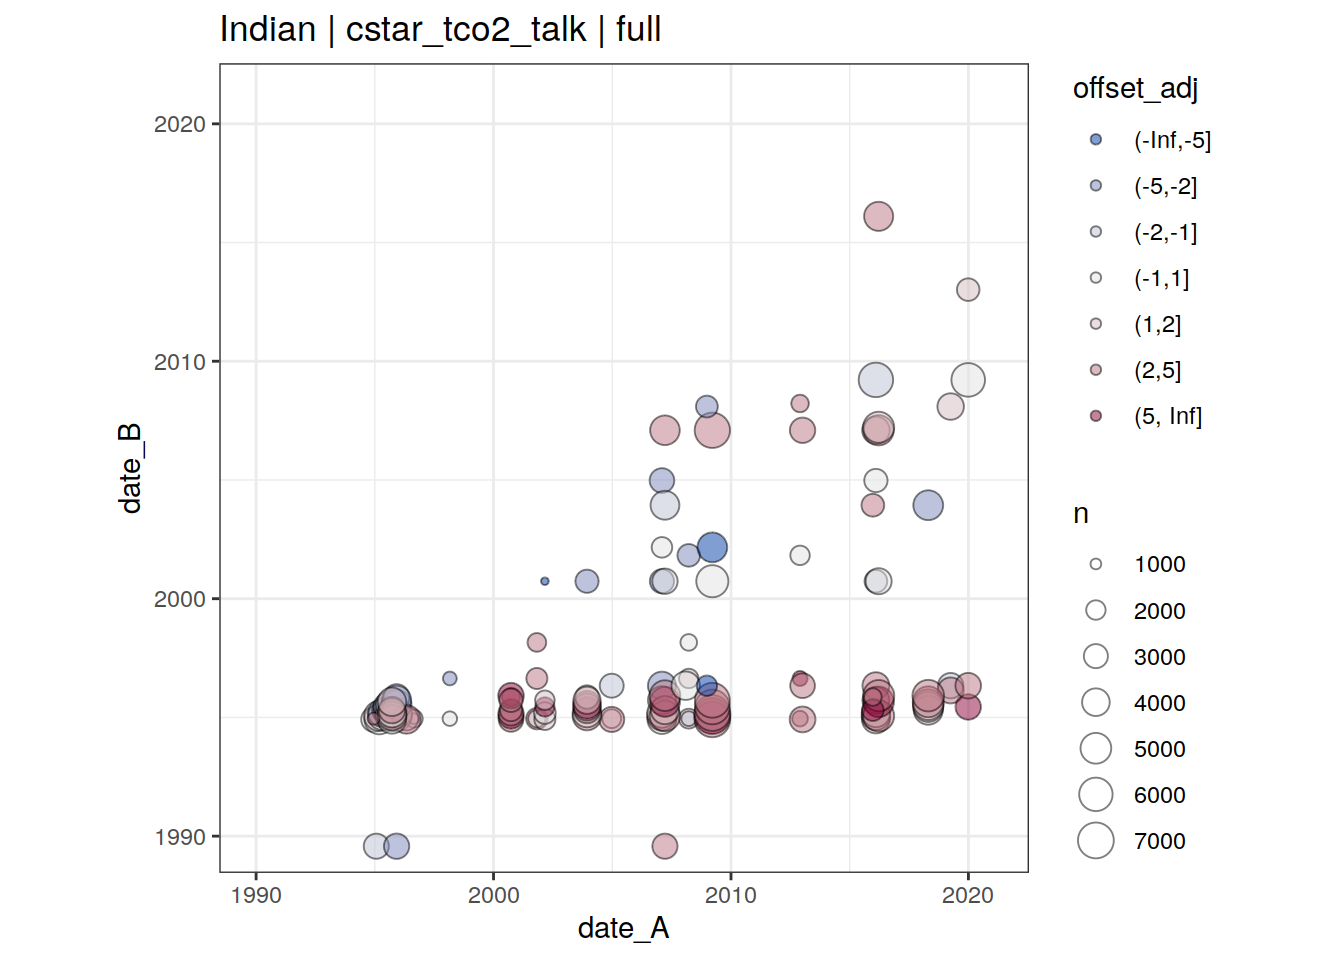 Indian | cstar_tco2_talk | full
2020
2010
2000
1990
date_B
1990
2000
2010
2020
date_A
offset_adj
(-Inf,-5]
(-5,-2]
(-2,-1]
(-1,1]
(1,2]
(2,5]
(5, Inf]
n
1000
2000
3000
4000
5000
6000
7000